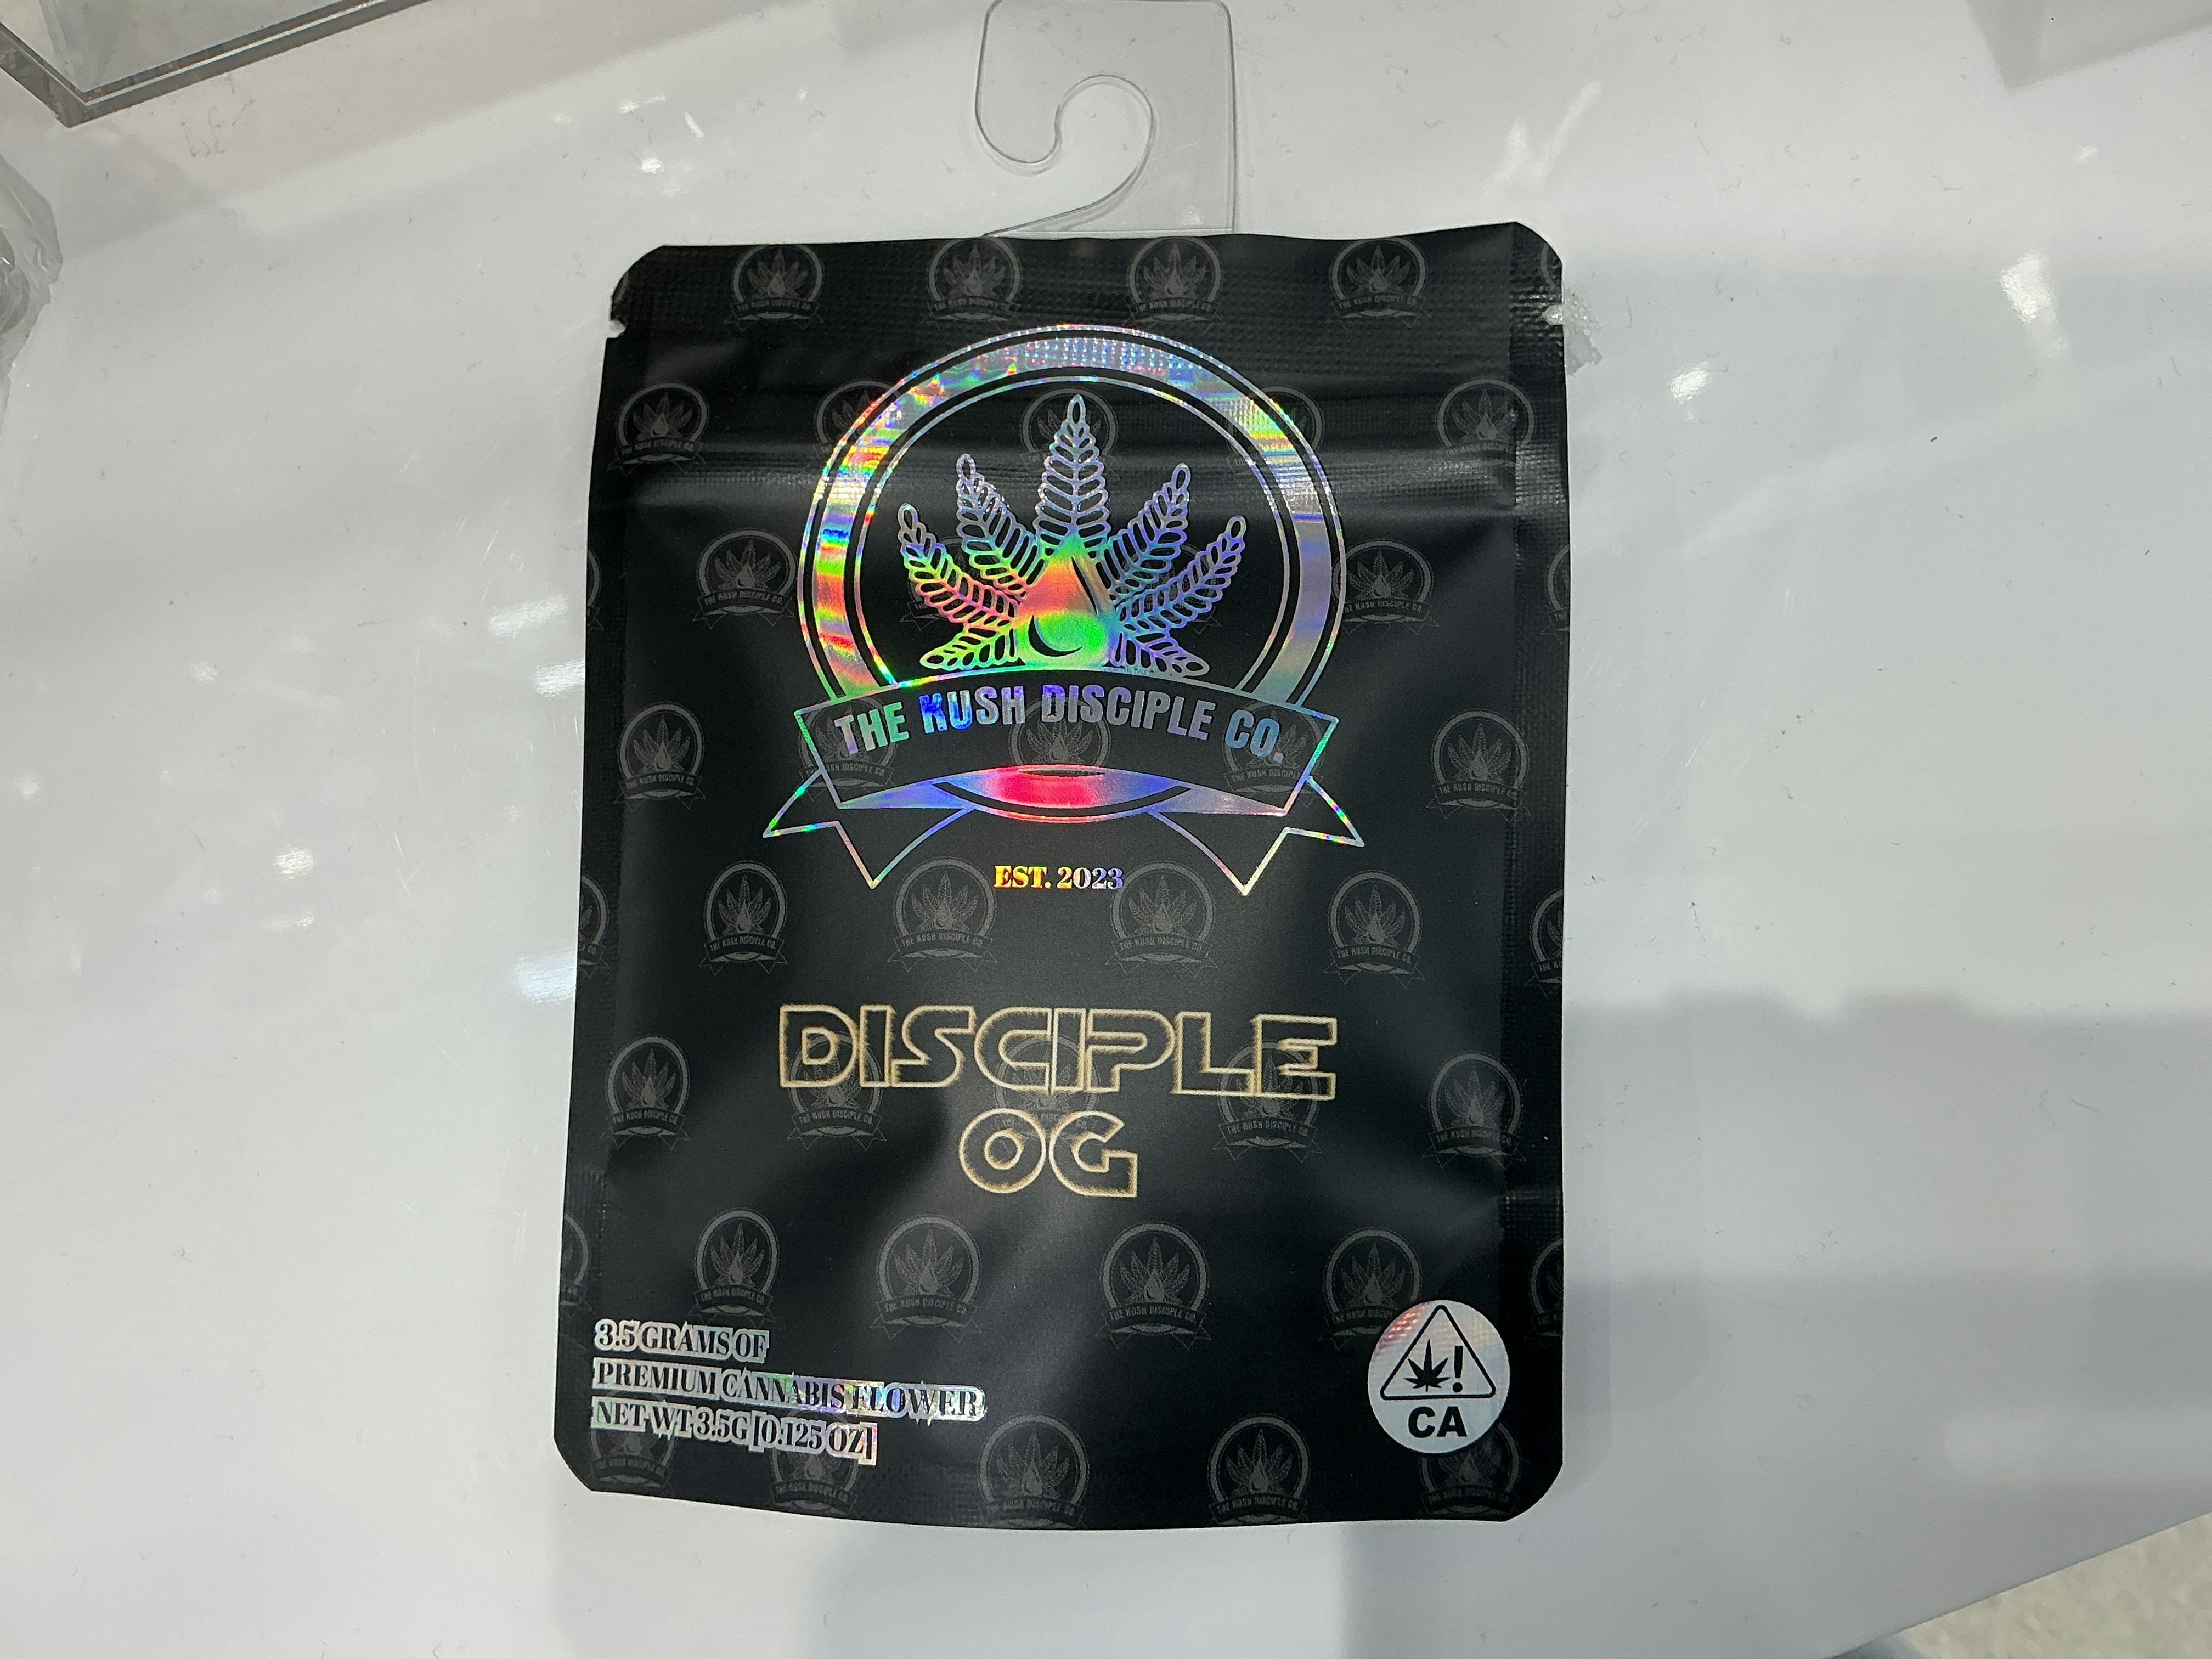 THE KUSH DISCIPLE CO.
EST. 2023
DISCIPLE
OG
3.5 GRAMS OF
PREMIUM CANNABIS FLOWER
NET WT 3.5G [0.125 OZ]
CA